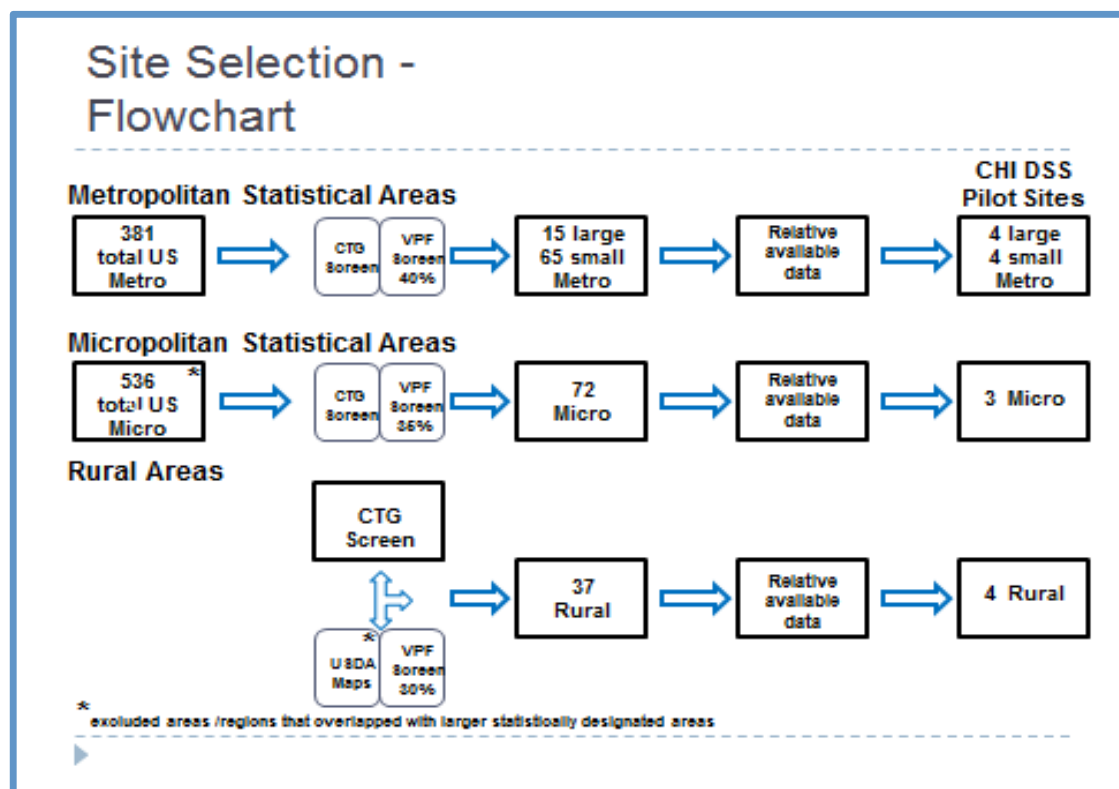 Site Selection -
Flowchart
CHI DSS
Pilot Sites
Metropolitan Statistical Areas
381
total US
Metro
CTG
Screen
VPF
Screen
40%
15 large
65 small
Metro
Relative
available
data
4 large
4 small
Metro
Micropolitan Statistical Areas
536 *
total US
Micro
CTG
Screen
VPF
Screen
35%
72
Micro
Relative
available
data
3 Micro
Rural Areas
CTG
Screen
*
USDA
Maps
VPF
Screen
30%
37
Rural
Relative
available
data
4 Rural
*excluded areas /regions that overlapped with larger statistically designated areas